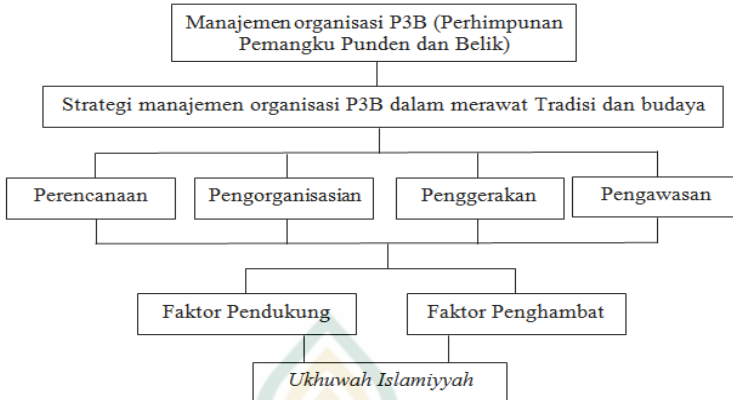 Manajemen organisasi P3B (Perhimpunan
Pemangku Punden dan Belik)
Strategi manajemen organisasi P3B dalam merawat Tradisi dan budaya
Perencanaan
Pengorganisasian
Penggerakan
Pengawasan
Faktor Pendukung
Faktor Penghambat
Ukhuwah Islamiyyah